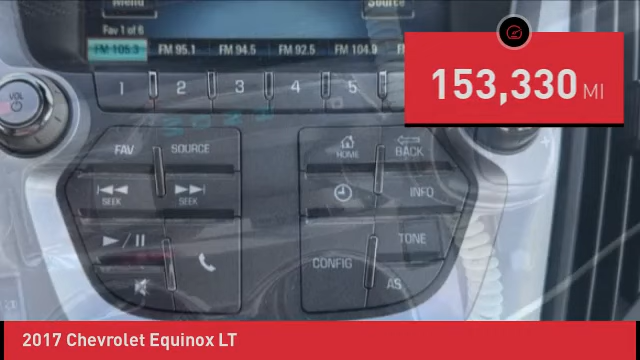 Menu
Source
Fav 1 of 6
FM 105.3 FM 95.1 FM 94.5 FM 92.5 FM 104.9
153,330 MI
VOL
1 2 3 4 5
FAV SOURCE
HOME BACK
SEEK SEEK
INFO
TONE
CONFIG
AS
2017 Chevrolet Equinox LT